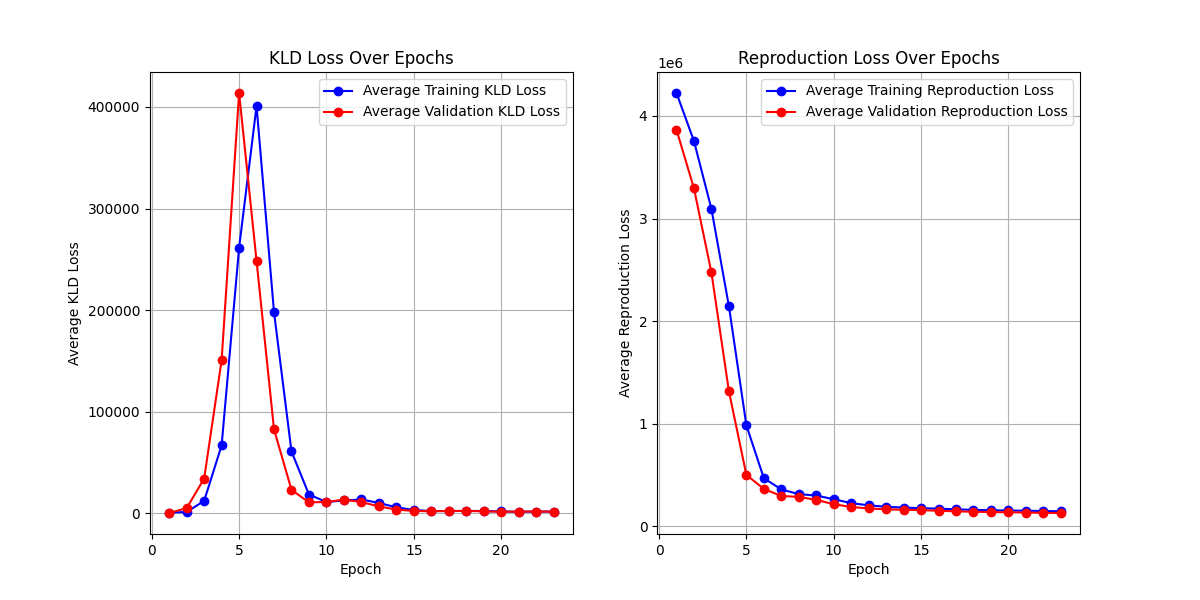 KLD Loss Over Epochs
Average Training KLD Loss
Average Validation KLD Loss
400000
300000
200000
100000
0
Average KLD Loss
0 5 10 15 20
Epoch
Reproduction Loss Over Epochs
1e6
Average Training Reproduction Loss
Average Validation Reproduction Loss
4
3
2
1
0
Average Reproduction Loss
0 5 10 15 20
Epoch